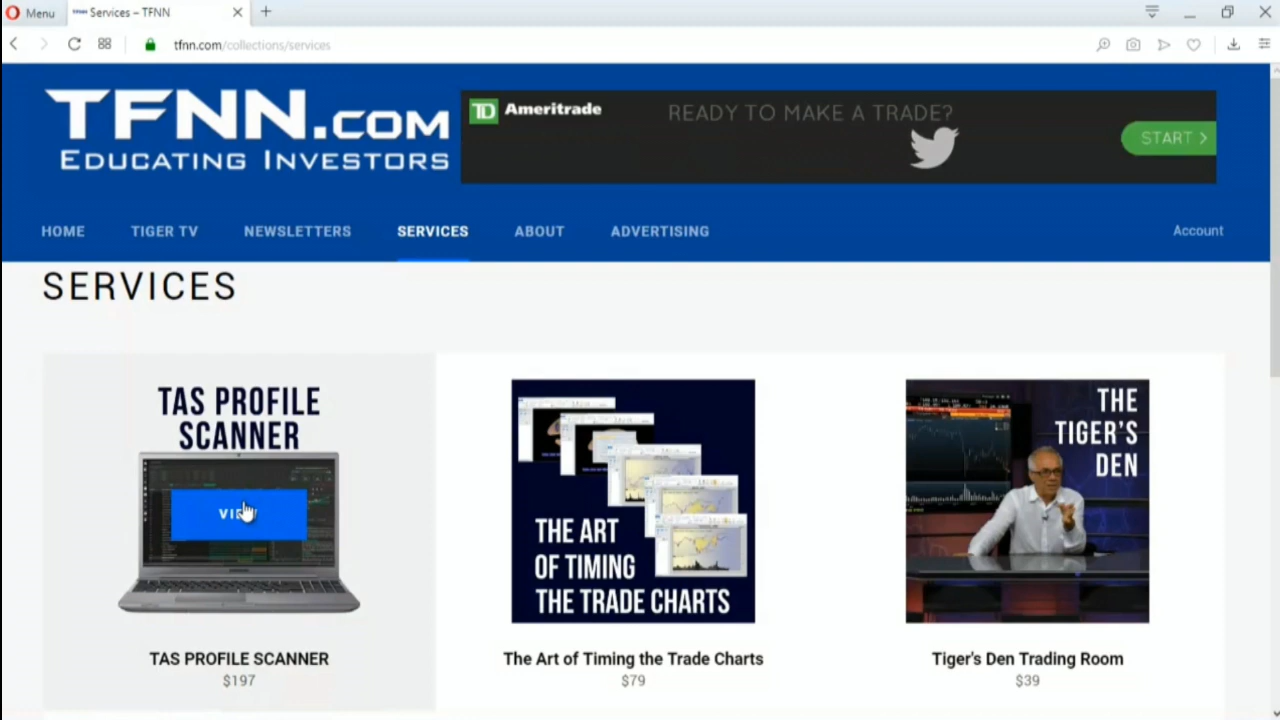 Menu
Services – TFNN
tfnn.com/collections/services
TFNN.COM
EDUCATING INVESTORS
TD Ameritrade
READY TO MAKE A TRADE?
START >
HOME
TIGER TV
NEWSLETTERS
SERVICES
ABOUT
ADVERTISING
Account
SERVICES
TAS PROFILE
SCANNER
THE ART
OF TIMING
THE TRADE CHARTS
THE
TIGER'S
DEN
TAS PROFILE SCANNER
$197
The Art of Timing the Trade Charts
$79
Tiger's Den Trading Room
$39